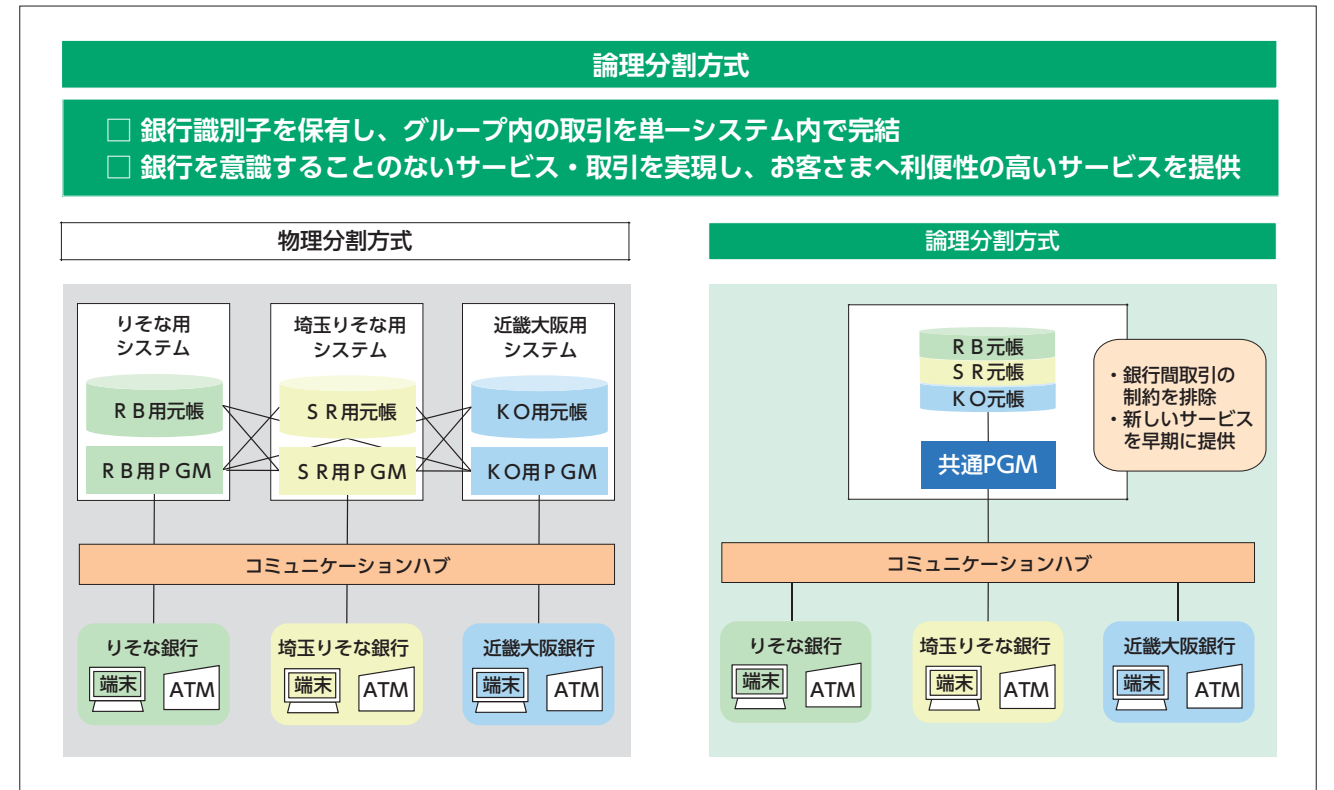 論理分割方式
□ 銀行識別子を保有し、グループ内の取引を単一システム内で完結
□ 銀行を意識することのないサービス・取引を実現し、お客さまへ利便性の高いサービスを提供
物理分割方式
りそな用
システム
埼玉りそな用
システム
近畿大阪用
システム
ＲＢ用元帳
ＳＲ用元帳
ＫＯ用元帳
ＲＢ用ＰＧＭ
ＳＲ用ＰＧＭ
ＫＯ用ＰＧＭ
コミュニケーションハブ
りそな銀行
端末
ATM
埼玉りそな銀行
端末
ATM
近畿大阪銀行
端末
ATM
論理分割方式
ＲＢ元帳
ＳＲ元帳
ＫＯ元帳
共通PGM
・銀行間取引の
制約を排除
・新しいサービス
を早期に提供
コミュニケーションハブ
りそな銀行
端末
ATM
埼玉りそな銀行
端末
ATM
近畿大阪銀行
端末
ATM